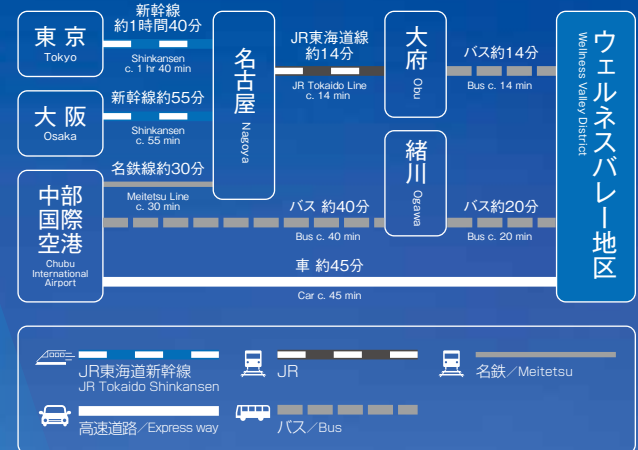 東京
Tokyo
新幹線
約1時間40分
Shinkansen
c. 1 hr 40 min
大阪
Osaka
新幹線約55分
Shinkansen
c. 55 min
中部
国際
空港
Chubu
International
Airport
名鉄線約30分
Meitetsu Line
c. 30 min
名古屋
Nagoya
JR東海道線
約14分
JR Tokaido Line
c. 14 min
大府
Obu
バス約14分
Bus c. 14 min
バス 約40分
Bus c. 40 min
緒川
Ogawa
バス約20分
Bus c. 20 min
車 約45分
Car c. 45 min
ウェルネスバレー地区
Wellness Valley District
JR東海道新幹線
JR Tokaido Shinkansen
JR
名鉄／Meitetsu
高速道路／Express way
バス／Bus